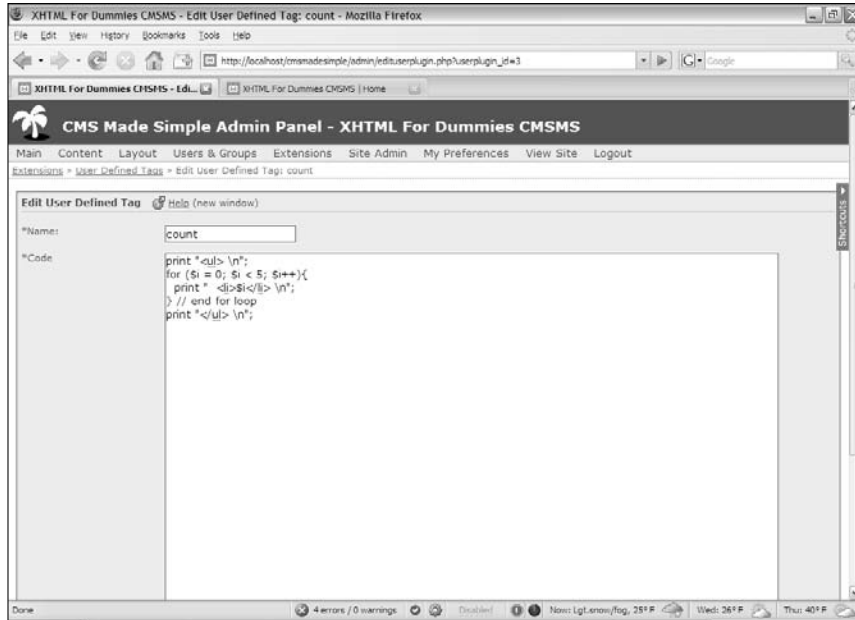 XHTML For Dummies CMSMS - Edit User Defined Tag: count - Mozilla Firefox
File Edit View History Bookmarks Tools Help
http://localhost/cmsmadesimple/admin/edituserplugin.php?userplugin_id=3 G Google
XHTML For Dummies CMSMS - Edi... XHTML For Dummies CMSMS | Home
CMS Made Simple Admin Panel - XHTML For Dummies CMSMS
Main Content Layout Users & Groups Extensions Site Admin My Preferences View Site Logout
Extensions » User Defined Tags » Edit User Defined Tag: count
Shortcuts
Edit User Defined Tag Help (new window)
*Name: count
*Code print "<ul> \n";
for ($i = 0; $i < 5; $i++){
print " <li>$i</li> \n";
} // end for loop
print "</ul> \n";
Done 4 errors / 0 warnings Disabled Now: Lgt.snow/fog, 25° F Wed: 26° F Thu: 40° F